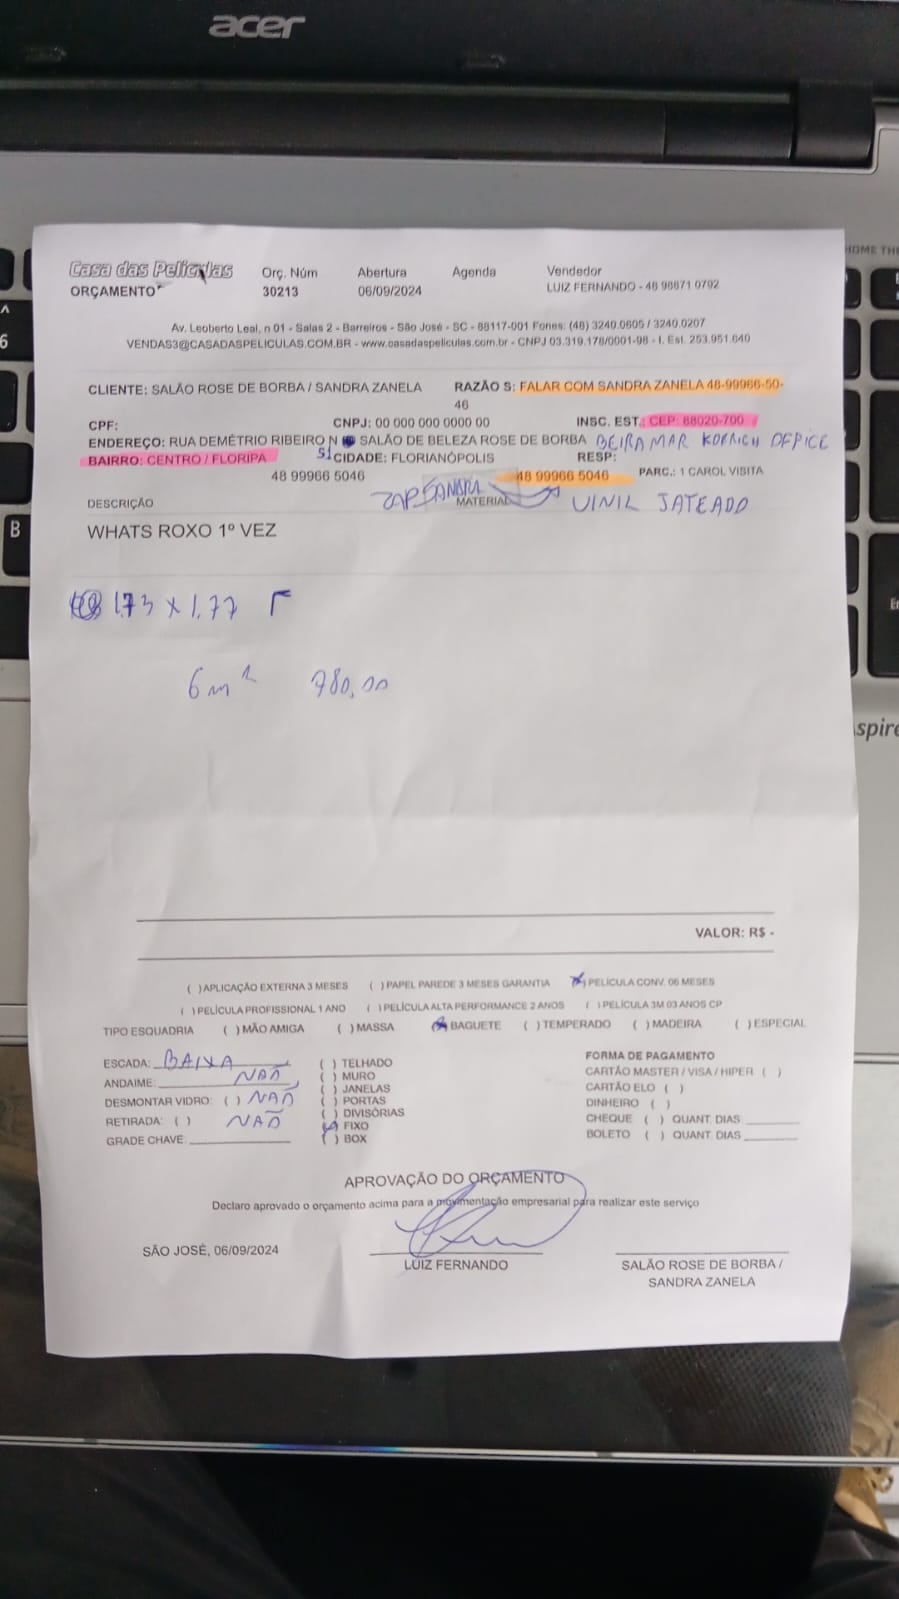 acer
HOME THE
Casa das Películas
ORÇAMENTO
Orç. Núm
30213
Abertura
06/09/2024
Agenda
Vendedor
LUIZ FERNANDO - 48 98871 0792
Av. Leoberto Leal, n 01 - Salas 2 - Barreiros - São José - SC - 88117-001 Fones: (48) 3240.0605 / 3240.0207
VENDAS3@CASADASPELICULAS.COM.BR - www.casadaspeliculas.com.br - CNPJ 03.319.178/0001-98 - I. Est. 253.951.640
CLIENTE: SALÃO ROSE DE BORBA / SANDRA ZANELA RAZÃO S: FALAR COM SANDRA ZANELA 48-99966-50-
46
CPF: CNPJ: 00 000 000 0000 00 INSC. EST.: CEP: 88020-700
ENDEREÇO: RUA DEMÉTRIO RIBEIRO N SALÃO DE BELEZA ROSE DE BORBA BEIRA MAR OFFICE
BAIRRO: CENTRO / FLORIPA 51 CIDADE: FLORIANÓPOLIS RESP:
48 99966 5046 48 99966 5046 PARC.: 1 CAROL VISITA
DESCRIÇÃO ZAP SANDRA MATERIAL VINIL JATEADO
WHATS ROXO 1º VEZ
1.73 x 1.77 F
6 m² 780,00
VALOR: R$ -
( )APLICAÇÃO EXTERNA 3 MESES ( )PAPEL PAREDE 3 MESES GARANTIA (x)PELÍCULA CONV. 06 MESES
( )PELÍCULA PROFISSIONAL 1 ANO ( )PELÍCULA ALTA PERFORMANCE 2 ANOS ( )PELÍCULA 3M 03 ANOS CP
TIPO ESQUADRIA ( )MÃO AMIGA ( )MASSA (x)BAGUETE ( )TEMPERADO ( )MADEIRA ( )ESPECIAL
ESCADA: BAIXA
ANDAIME: NAÕ
DESMONTAR VIDRO: ( ) NAÕ
RETIRADA: ( ) NAÕ
GRADE CHAVE:
( ) TELHADO
( ) MURO
( ) JANELAS
( ) PORTAS
( ) DIVISÓRIAS
(x) FIXO
( ) BOX
FORMA DE PAGAMENTO
CARTÃO MASTER / VISA / HIPER ( )
CARTÃO ELO ( )
DINHEIRO ( )
CHEQUE ( ) QUANT. DIAS
BOLETO ( ) QUANT. DIAS
APROVAÇÃO DO ORÇAMENTO
Declaro aprovado o orçamento acima para a movimentação empresarial para realizar este serviço
SÃO JOSÉ, 06/09/2024
LUIZ FERNANDO
SALÃO ROSE DE BORBA /
SANDRA ZANELA